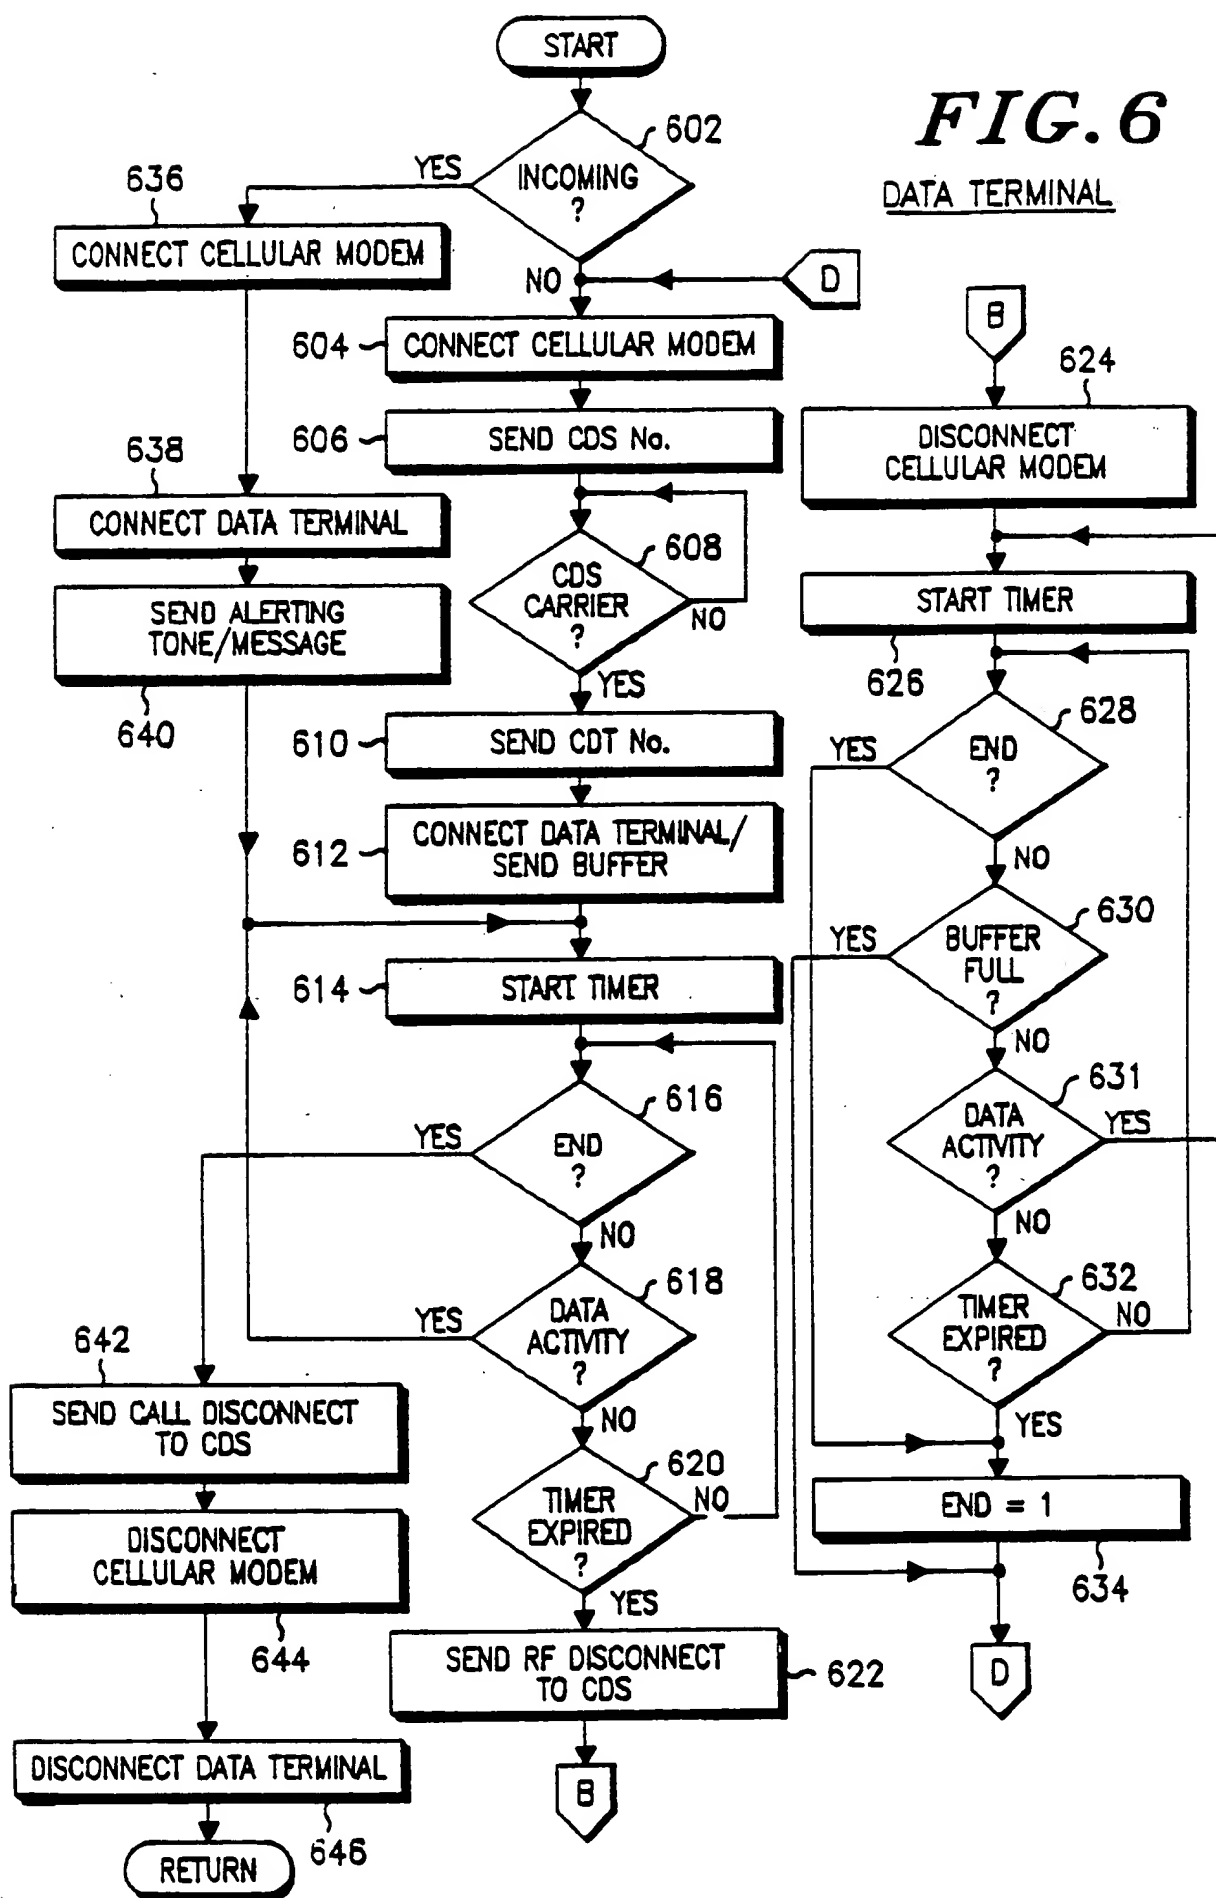 START
FIG. 6
DATA TERMINAL
602
INCOMING
?
YES
NO
D
636
CONNECT CELLULAR MODEM
638
CONNECT DATA TERMINAL
SEND ALERTING
TONE/MESSAGE
640
604
CONNECT CELLULAR MODEM
606
SEND CDS No.
608
CDS
CARRIER
?
NO
YES
610
SEND CDT No.
612
CONNECT DATA TERMINAL/
SEND BUFFER
614
START TIMER
616
END
?
YES
NO
618
DATA
ACTIVITY
?
YES
NO
620
TIMER
EXPIRED
?
NO
YES
SEND RF DISCONNECT
TO CDS
622
B
642
SEND CALL DISCONNECT
TO CDS
DISCONNECT
CELLULAR MODEM
644
DISCONNECT DATA TERMINAL
646
RETURN
B
624
DISCONNECT
CELLULAR MODEM
START TIMER
626
628
END
?
YES
NO
630
BUFFER
FULL
?
YES
NO
631
DATA
ACTIVITY
?
YES
NO
632
TIMER
EXPIRED
?
NO
YES
END = 1
634
D